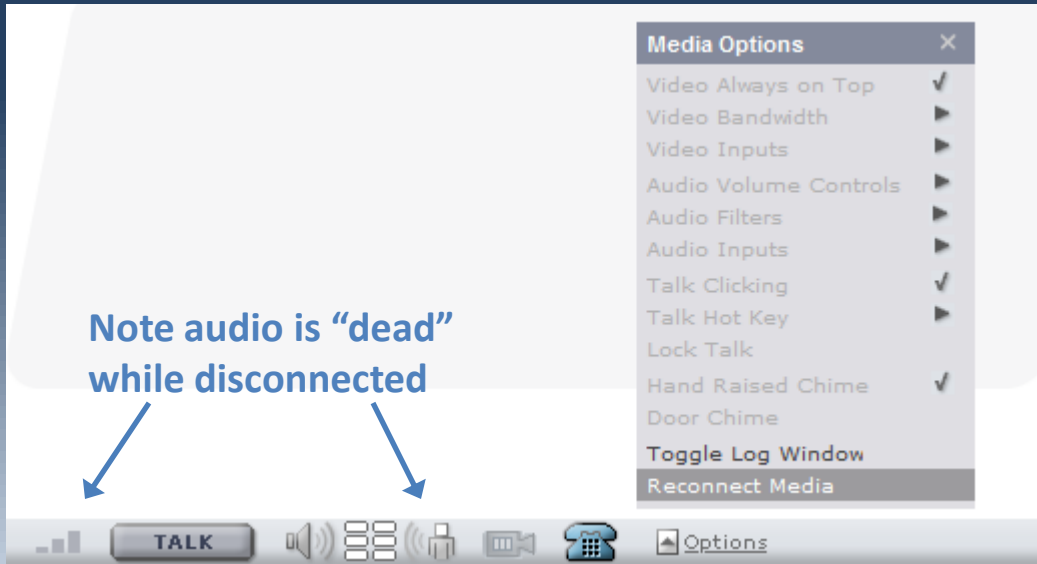 Media Options
Video Always on Top
Video Bandwidth
Video Inputs
Audio Volume Controls
Audio Filters
Audio Inputs
Talk Clicking
Talk Hot Key
Lock Talk
Hand Raised Chime
Door Chime
Toggle Log Window
Reconnect Media
Note audio is “dead”
while disconnected
TALK
Options